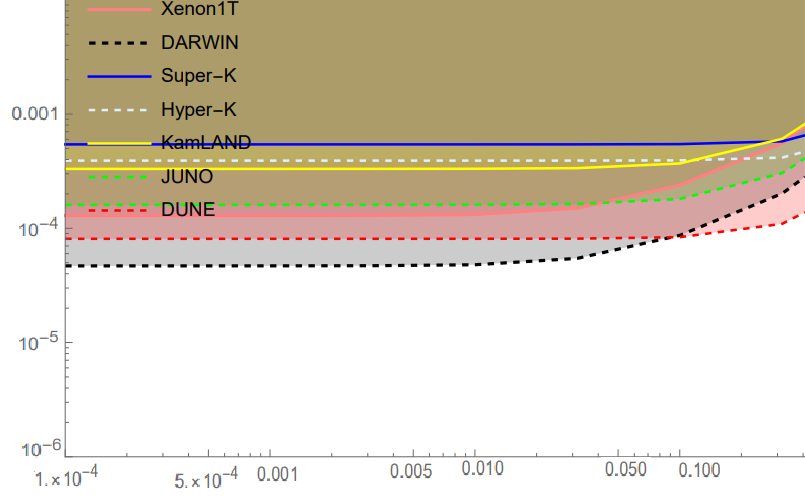 Xenon1T
DARWIN
Super-K
Hyper-K
KamLAND
JUNO
DUNE
0.001
10^-4
10^-5
10^-6
1.×10^-4
5.×10^-4
0.001
0.005
0.010
0.050
0.100